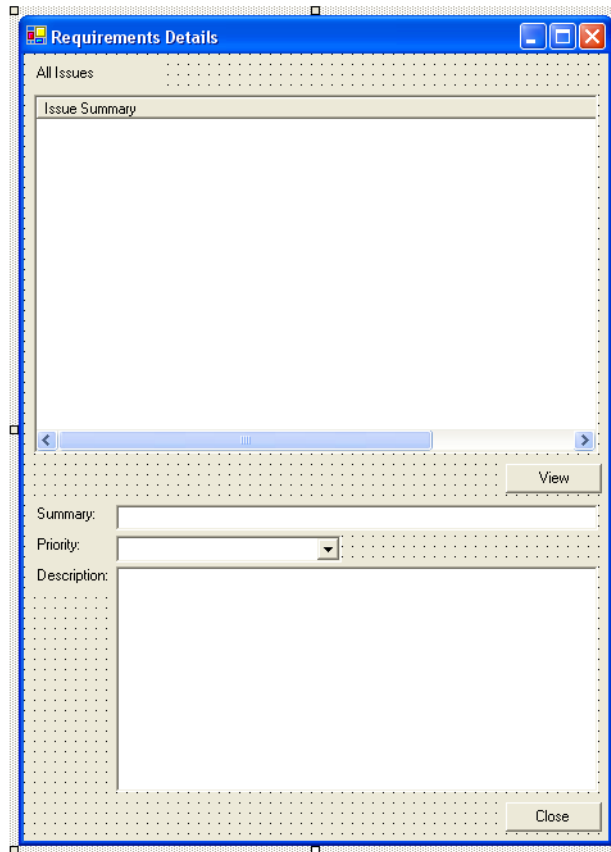 Requirements Details
All Issues
Issue Summary
View
Summary:
Priority:
Description:
Close